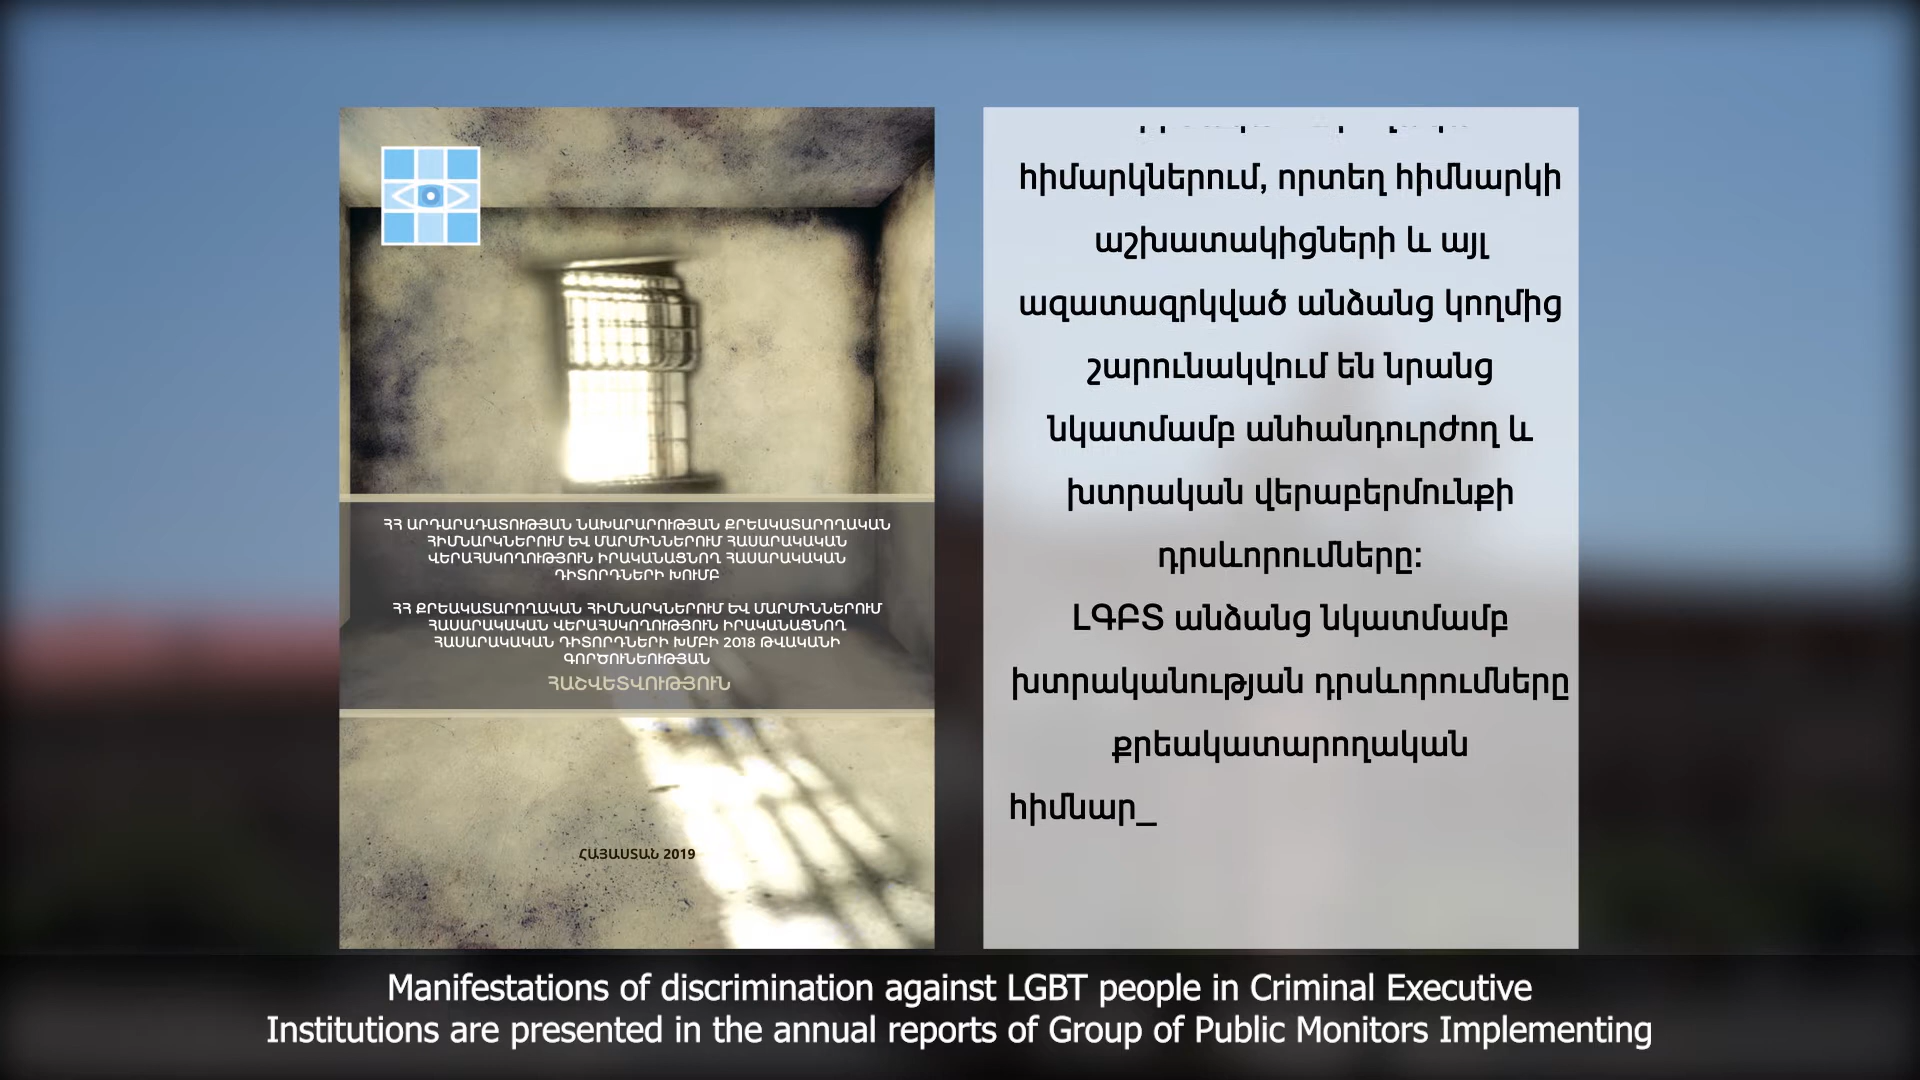 ՀՀ ԱՐԴԱՐԱԴԱՏՈՒԹՅԱՆ ՆԱԽԱՐԱՐՈՒԹՅԱՆ ՔՐԵԱԿԱՏԱՐՈՂԱԿԱՆ
ՀԻՄՆԱՐԿՆԵՐՈՒՄ ԵՎ ՄԱՐՄԻՆՆԵՐՈՒՄ ՀԱՍԱՐԱԿԱԿԱՆ
ՎԵՐԱՀՍԿՈՂՈՒԹՅՈՒՆ ԻՐԱԿԱՆԱՑՆՈՂ ՀԱՍԱՐԱԿԱԿԱՆ
ԴԻՏՈՐԴՆԵՐԻ ԽՈՒՄԲ
ՀՀ ՔՐԵԱԿԱՏԱՐՈՂԱԿԱՆ ՀԻՄՆԱՐԿՆԵՐՈՒՄ ԵՎ ՄԱՐՄԻՆՆԵՐՈՒՄ
ՀԱՍԱՐԱԿԱԿԱՆ ՎԵՐԱՀՍԿՈՂՈՒԹՅՈՒՆ ԻՐԱԿԱՆԱՑՆՈՂ
ՀԱՍԱՐԱԿԱԿԱՆ ԴԻՏՈՐԴՆԵՐԻ ԽՄԲԻ 2018 ԹՎԱԿԱՆԻ
ԳՈՐԾՈՒՆԵՈՒԹՅԱՆ
ՀԱՇՎԵՏՎՈՒԹՅՈՒՆ
ՀԱՅԱՍՏԱՆ 2019
հիմարկներում, որտեղ հիմնարկի
աշխատակիցների և այլ
ազատազրկված անձանց կողմից
շարունակվում են նրանց
նկատմամբ անհանդուրժող և
խտրական վերաբերմունքի
դրսևորումները:
ԼԳԲՏ անձանց նկատմամբ
խտրականության դրսևորումները
քրեակատարողական
հիմնար_
Manifestations of discrimination against LGBT people in Criminal Executive
Institutions are presented in the annual reports of Group of Public Monitors Implementing